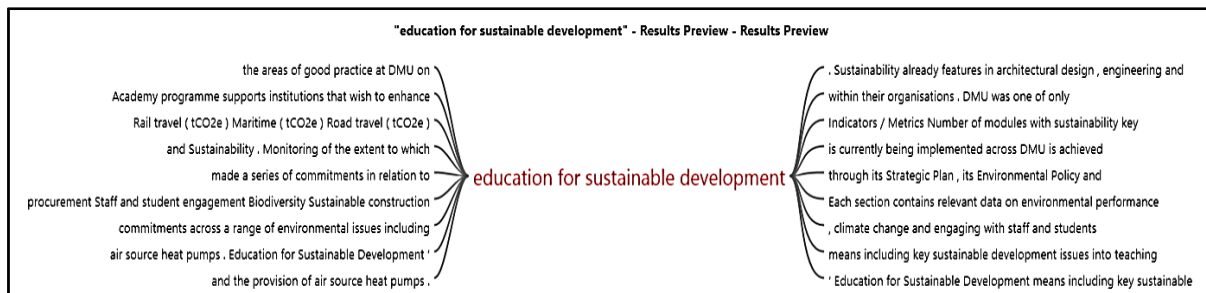 "education for sustainable development" - Results Preview - Results Preview
the areas of good practice at DMU on
Academy programme supports institutions that wish to enhance
Rail travel ( tCO2e ) Maritime ( tCO2e ) Road travel ( tCO2e )
and Sustainability . Monitoring of the extent to which
made a series of commitments in relation to
procurement Staff and student engagement Biodiversity Sustainable construction
commitments across a range of environmental issues including
air source heat pumps . Education for Sustainable Development '
and the provision of air source heat pumps .
education for sustainable development
. Sustainability already features in architectural design , engineering and
within their organisations . DMU was one of only
Indicators / Metrics Number of modules with sustainability key
is currently being implemented across DMU is achieved
through its Strategic Plan , its Environmental Policy and
Each section contains relevant data on environmental performance
, climate change and engaging with staff and students
means including key sustainable development issues into teaching
' Education for Sustainable Development means including key sustainable